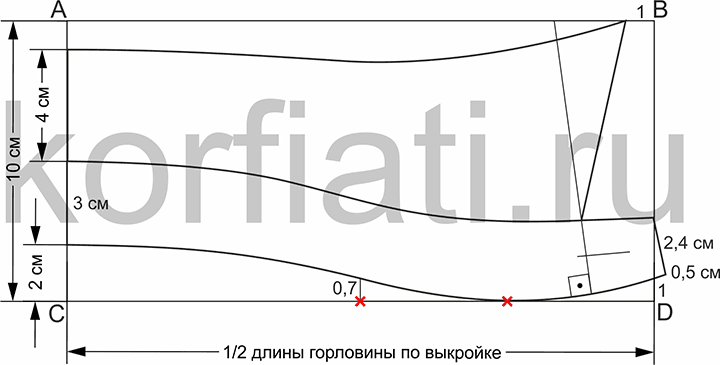 A
1
B
4 см
10 см
korfiati.ru
3 см
2,4 см
0,5 см
2 см
0,7
1
C
D
1/2 длины горловины по выкройке